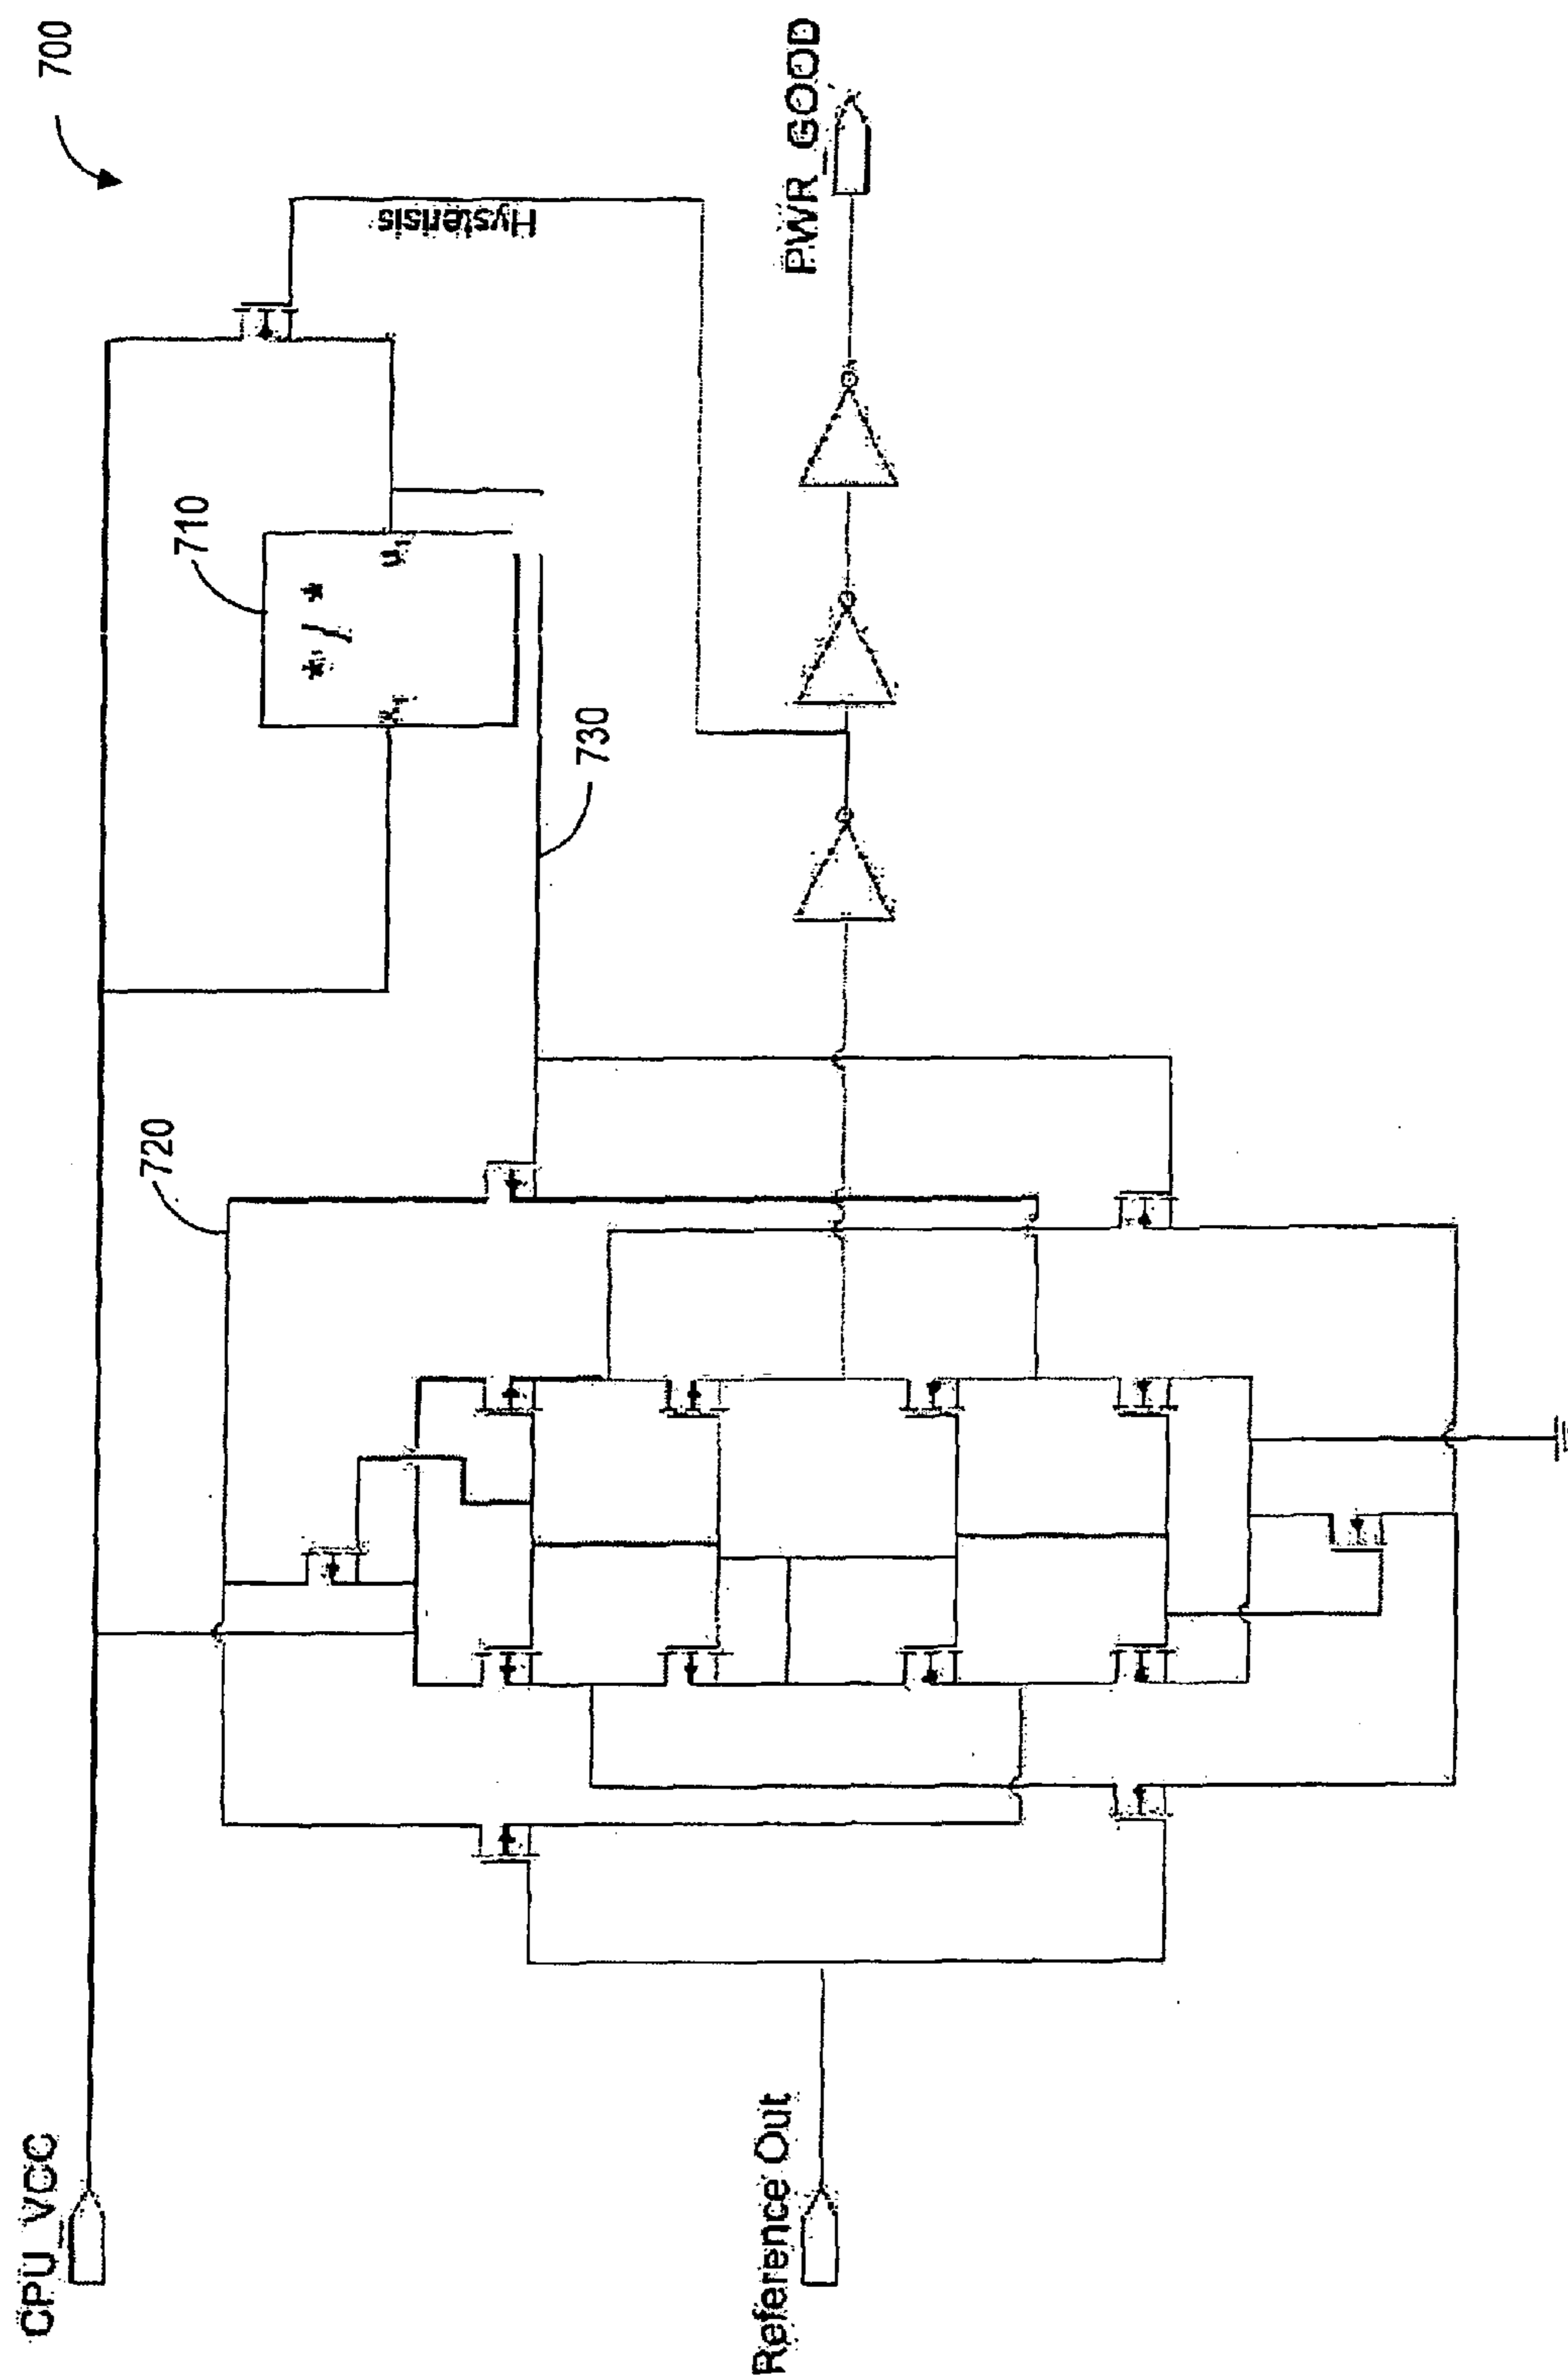 700
CPU_VCC
710
* / *
Hysterisis
720
730
Reference Out
PWR_GOOD